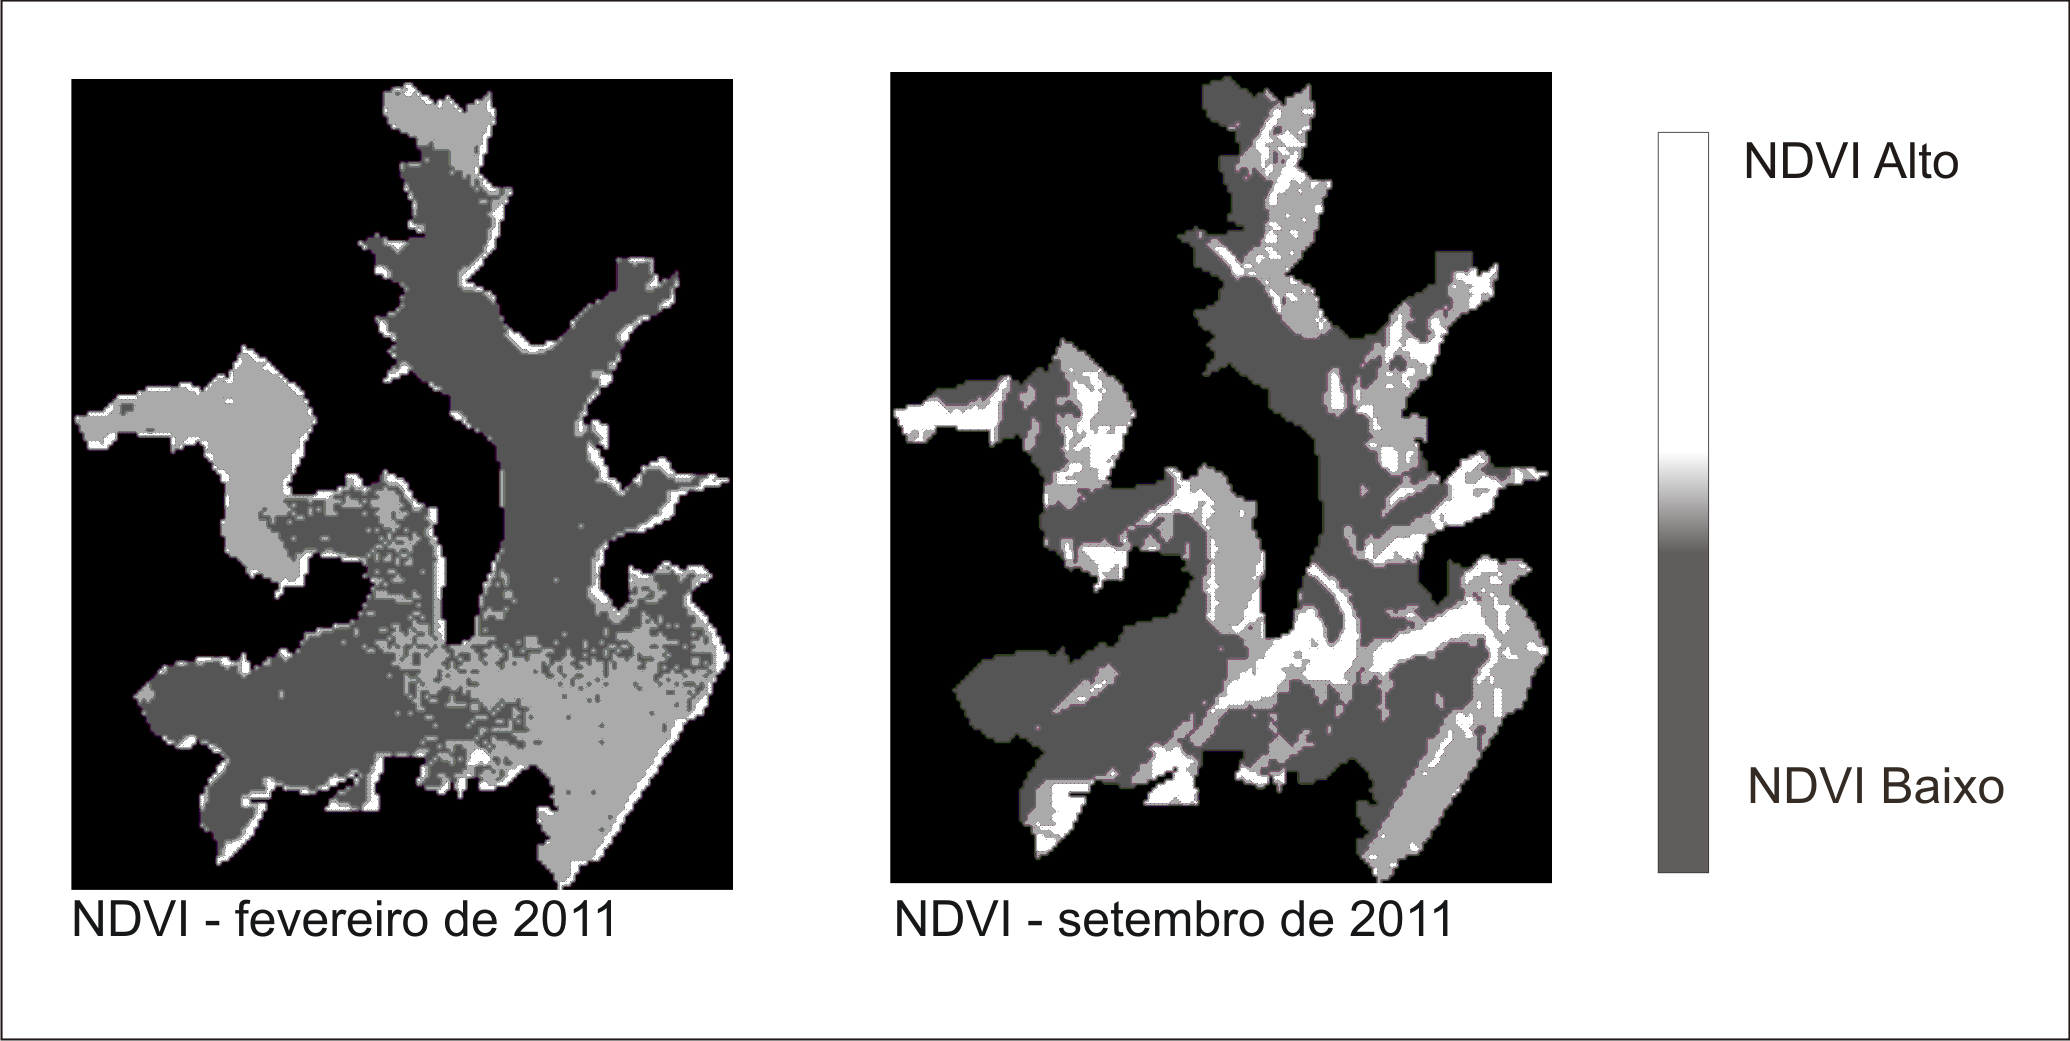 NDVI Alto
NDVI Baixo
NDVI - fevereiro de 2011
NDVI - setembro de 2011